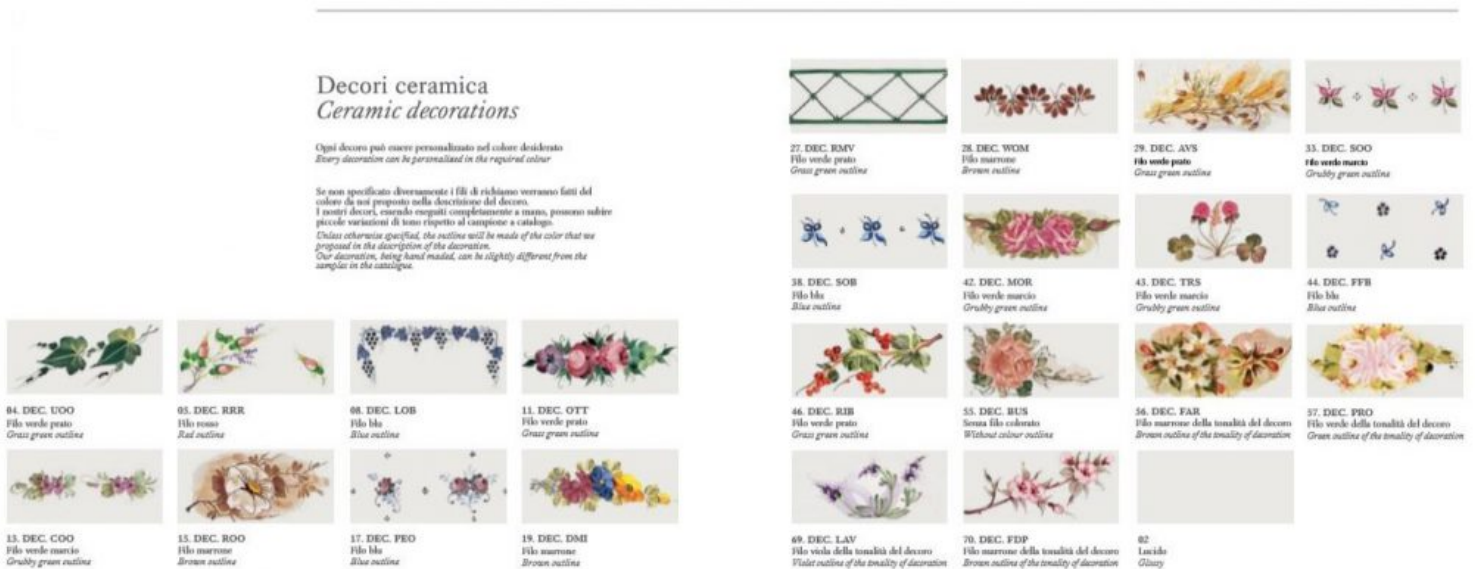 Decori ceramica
Ceramic decorations
Ogni decoro può essere personalizzato nel colore desiderato
Every decoration can be personalised in the required colour
Se non specificato diversamente i fili di richiamo verranno fatti del
colore da noi proposto nella descrizione del decoro.
I nostri decori, essendo eseguiti completamente a mano, possono subire
piccole variazioni di tono rispetto al campione a catalogo.
Unless otherwise specified, the outline will be made of the color that we
proposed in the description of the decoration.
Our decoration, being hand maded, can be slightly different from the
samples in the catalogue.
04. DEC. UOO
Filo verde prato
Grass green outline
05. DEC. RRR
Filo rosso
Red outline
08. DEC. LOB
Filo blu
Blue outline
11. DEC. OTT
Filo verde prato
Grass green outline
13. DEC. COO
Filo verde marcio
Grubby green outline
15. DEC. ROO
Filo marrone
Brown outline
17. DEC. PEO
Filo blu
Blue outline
19. DEC. DMI
Filo marrone
Brown outline
27. DEC. RMV
Filo verde prato
Grass green outline
28. DEC. WOM
Filo marrone
Brown outline
29. DEC. AVS
Filo verde prato
Grass green outline
33. DEC. SOO
Filo verde marcio
Grubby green outline
38. DEC. SOB
Filo blu
Blue outline
42. DEC. MOR
Filo verde marcio
Grubby green outline
43. DEC. TRS
Filo verde marcio
Grubby green outline
44. DEC. FFB
Filo blu
Blue outline
46. DEC. RIB
Filo verde prato
Grass green outline
55. DEC. BUS
Senza filo colorato
Without colour outline
56. DEC. FAR
Filo marrone della tonalità del decoro
Brown outline of the tonality of decoration
57. DEC. PRO
Filo verde della tonalità del decoro
Green outline of the tonality of decoration
69. DEC. LAV
Filo viola della tonalità del decoro
Violet outline of the tonality of decoration
70. DEC. FDP
Filo marrone della tonalità del decoro
Brown outline of the tonality of decoration
02
Lucido
Glossy